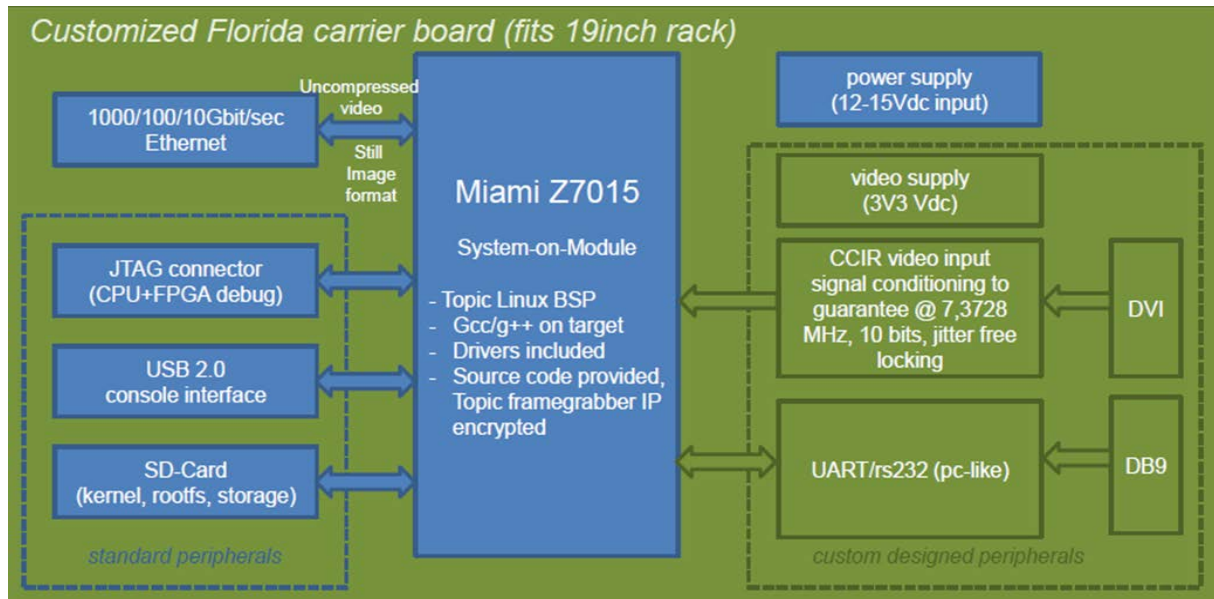 Customized Florida carrier board (fits 19inch rack)
1000/100/10Gbit/sec
Ethernet
Uncompressed
video
Still
Image
format
JTAG connector
(CPU+FPGA debug)
USB 2.0
console interface
SD-Card
(kernel, rootfs, storage)
standard peripherals
Miami Z7015
System-on-Module
- Topic Linux BSP
- Gcc/g++ on target
- Drivers included
- Source code provided,
Topic framegrabber IP
encrypted
power supply
(12-15Vdc input)
video supply
(3V3 Vdc)
CCIR video input
signal conditioning to
guarantee @ 7,3728
MHz, 10 bits, jitter free
locking
DVI
UART/rs232 (pc-like)
DB9
custom designed peripherals